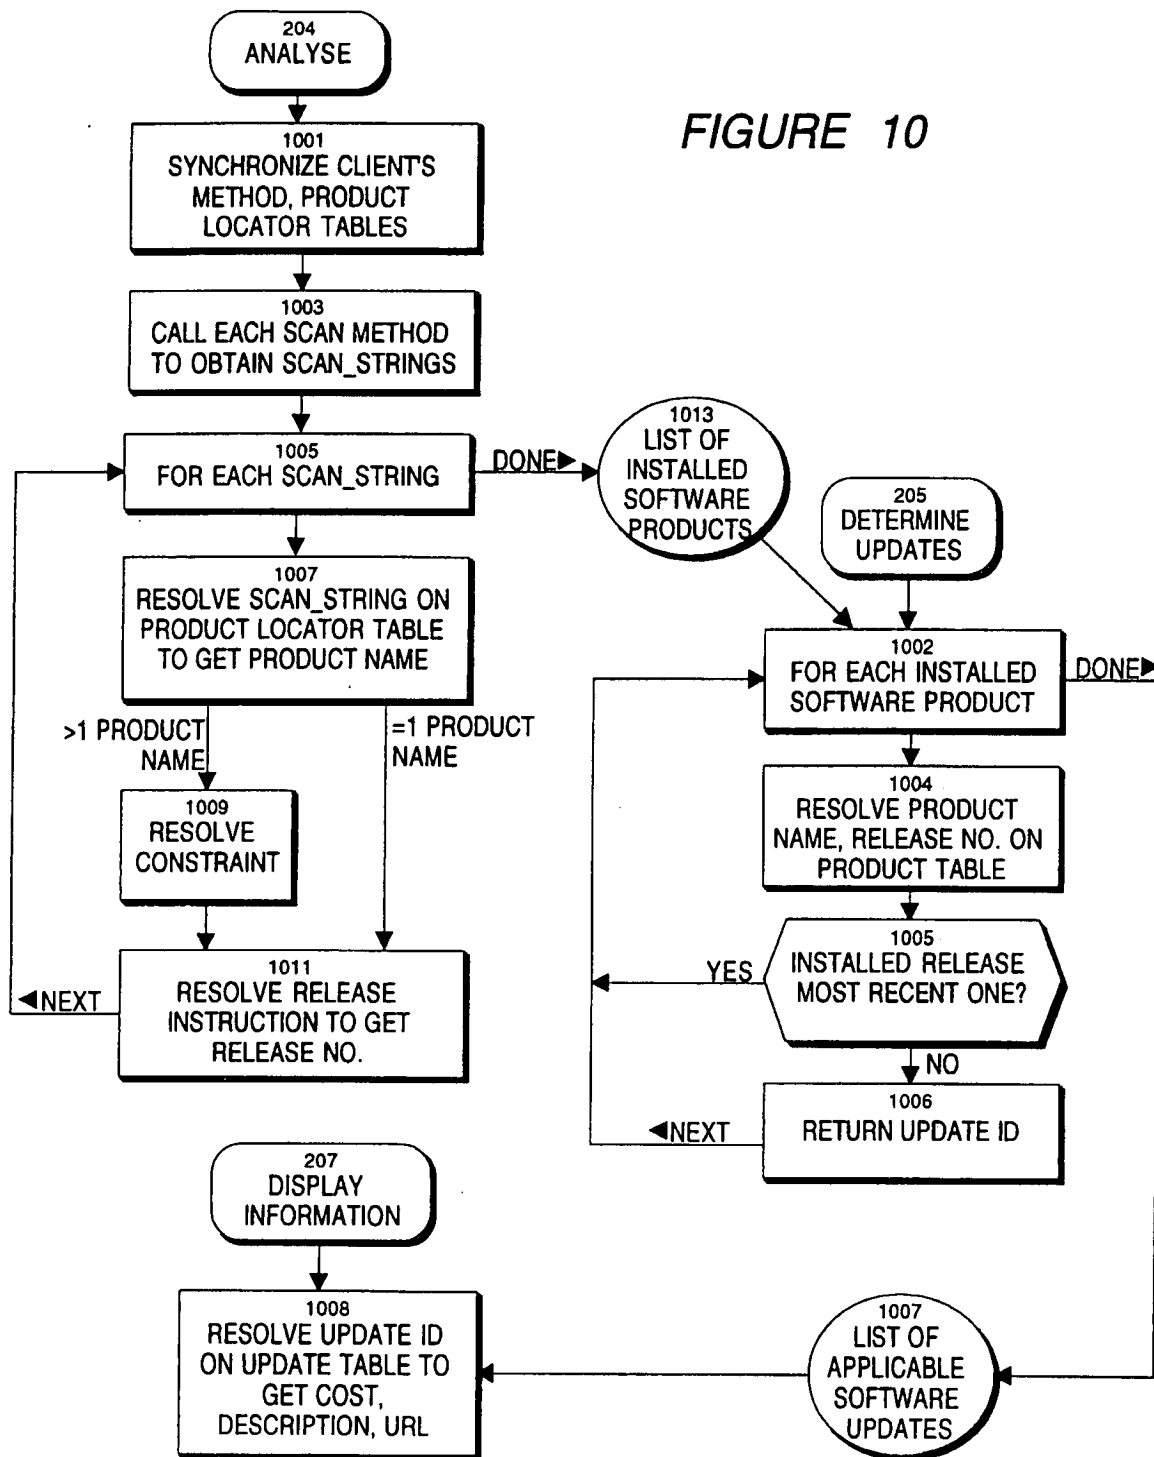 FIGURE 10
204
ANALYSE
1001
SYNCHRONIZE CLIENT'S
METHOD, PRODUCT
LOCATOR TABLES
1003
CALL EACH SCAN METHOD
TO OBTAIN SCAN_STRINGS
1005
FOR EACH SCAN_STRING
DONE
1007
RESOLVE SCAN_STRING ON
PRODUCT LOCATOR TABLE
TO GET PRODUCT NAME
>1 PRODUCT
NAME
=1 PRODUCT
NAME
1009
RESOLVE
CONSTRAINT
1011
RESOLVE RELEASE
INSTRUCTION TO GET
RELEASE NO.
NEXT
1013
LIST OF
INSTALLED
SOFTWARE
PRODUCTS
205
DETERMINE
UPDATES
1002
FOR EACH INSTALLED
SOFTWARE PRODUCT
DONE
1004
RESOLVE PRODUCT
NAME, RELEASE NO. ON
PRODUCT TABLE
1005
INSTALLED RELEASE
MOST RECENT ONE?
YES
NO
1006
RETURN UPDATE ID
NEXT
207
DISPLAY
INFORMATION
1008
RESOLVE UPDATE ID
ON UPDATE TABLE TO
GET COST,
DESCRIPTION, URL
1007
LIST OF
APPLICABLE
SOFTWARE
UPDATES